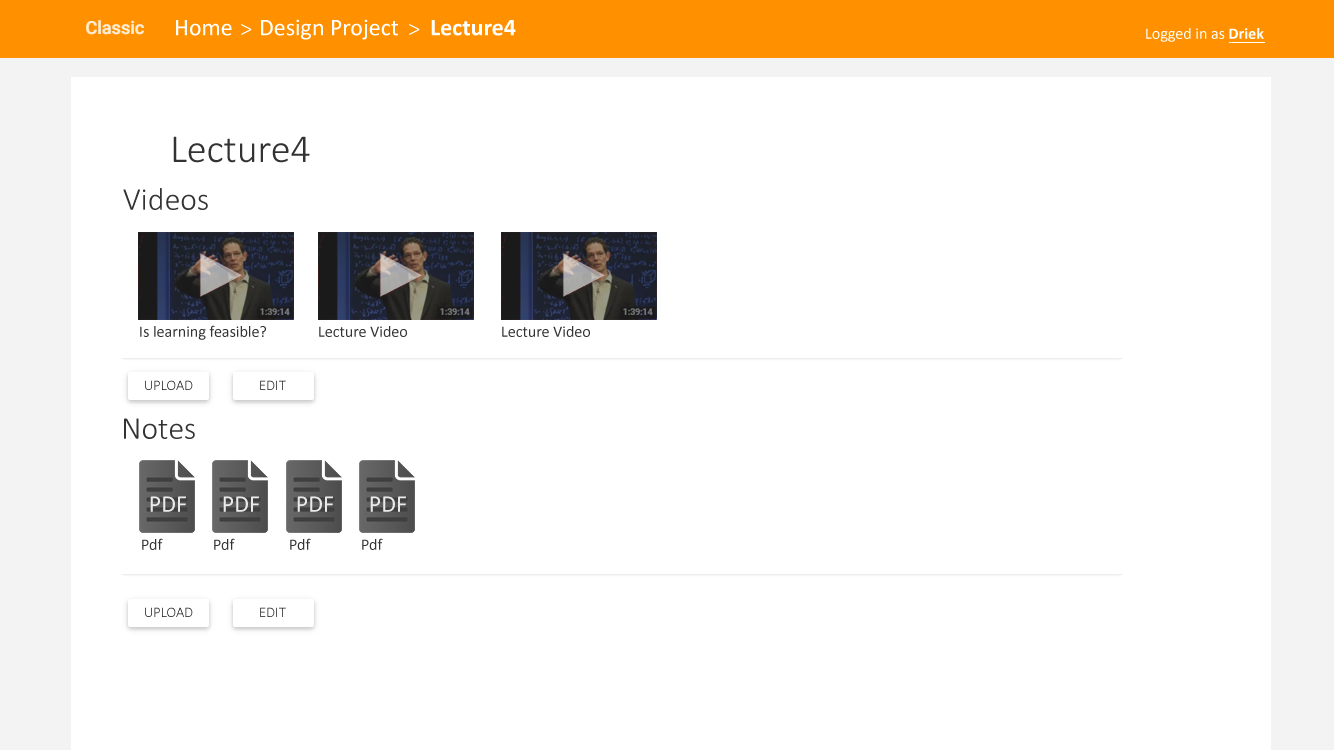 Classic Home > Design Project > Lecture4 Logged in as Driek
Lecture4
Videos
1:39:14 1:39:14 1:39:14
Is learning feasible? Lecture Video Lecture Video
UPLOAD EDIT
Notes
PDF PDF PDF PDF
Pdf Pdf Pdf Pdf
UPLOAD EDIT